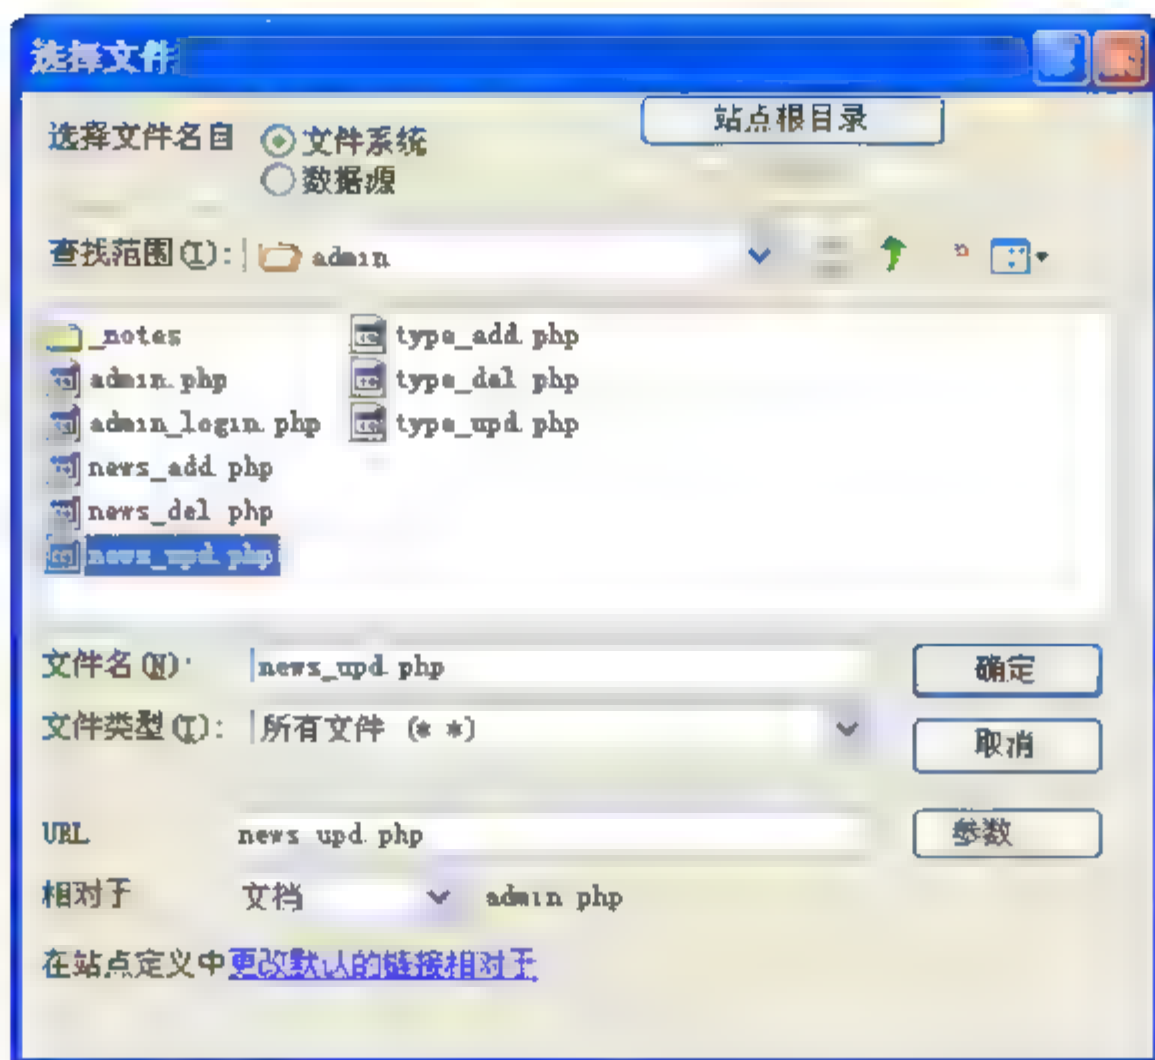 选择文件
站点根目录
选择文件名自 文件系统
数据源
查找范围(I): admin
_notes
admin.php
admin_login.php
news_add.php
news_del.php
news_upd.php
type_add.php
type_del.php
type_upd.php
文件名(N): news_upd.php
确定
文件类型(T): 所有文件 (*.*)
取消
URL news_upd.php
参数
相对于 文档 admin.php
在站点定义中更改默认的链接相对于